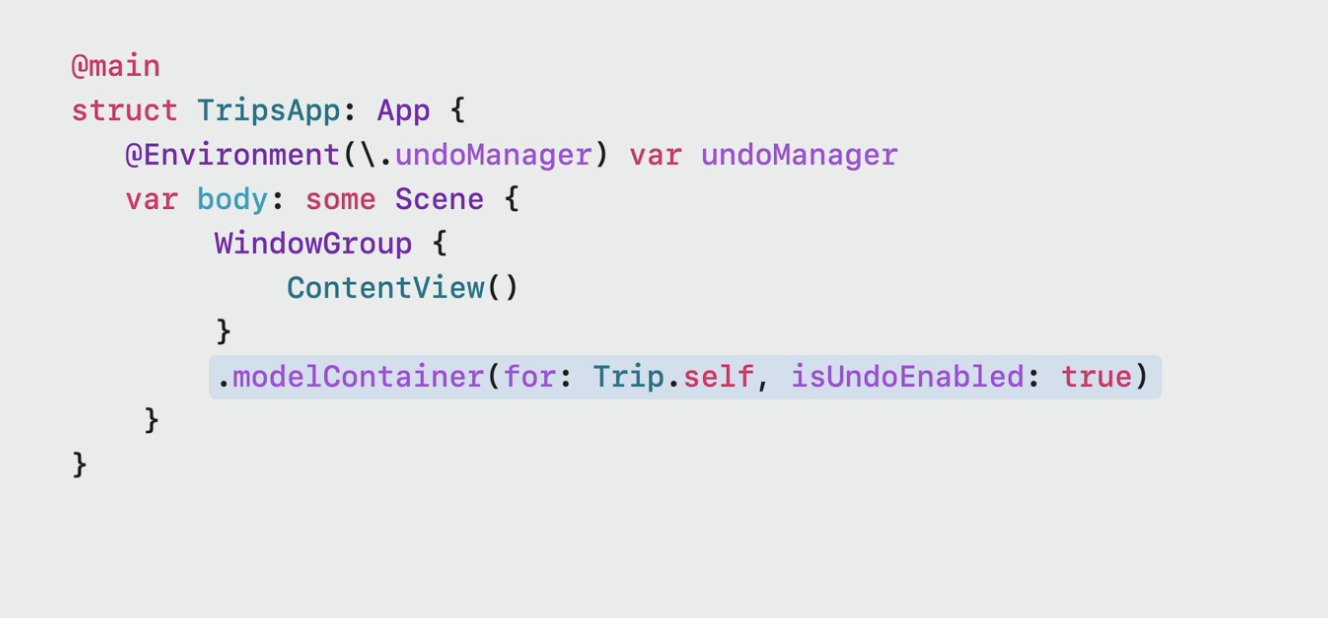 @main
struct TripsApp: App {
   @Environment(\.undoManager) var undoManager
   var body: some Scene {
        WindowGroup {
            ContentView()
        }
        .modelContainer(for: Trip.self, isUndoEnabled: true)
    }
}